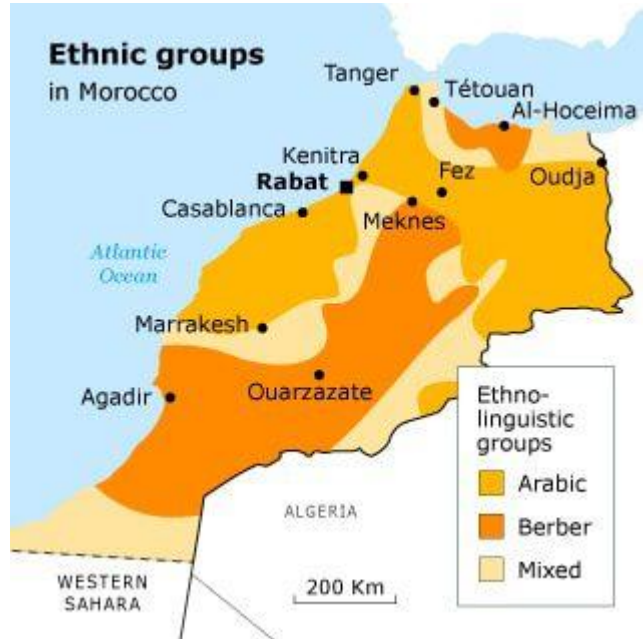 Ethnic groups
in Morocco
Tanger
Tétouan
Al-Hoceima
Kenitra
Rabat
Fez
Oudja
Casablanca
Meknes
Atlantic
Ocean
Marrakesh
Agadir
Ouarzazate
Ethno-
linguistic
groups
Arabic
Berber
Mixed
ALGERIA
WESTERN
SAHARA
200 Km